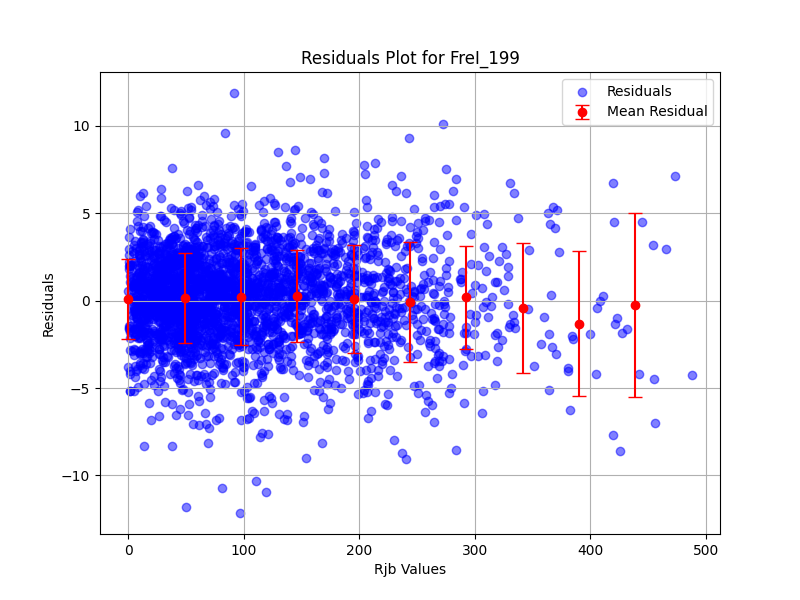 Residuals Plot for FreI_199
Residuals
Mean Residual
10
5
0
−5
−10
Residuals
0
100
200
300
400
500
Rjb Values